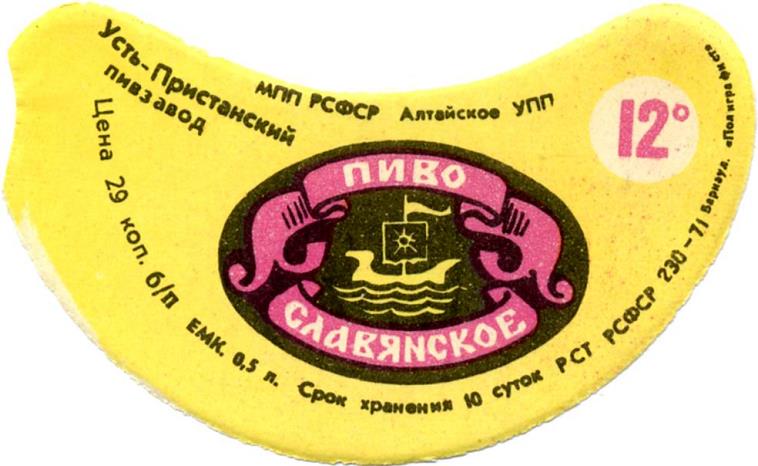 Усть-Пристанский
пивзавод
МПП РСФСР Алтайское УПП
12°
ПИВО
СЛАВЯНСКОЕ
Цена 29 коп. б/п ЕМК. 0,5 л. Срок хранения 10 суток РСТ РСФСР 230-71 Барнаул. «Полиграфист»